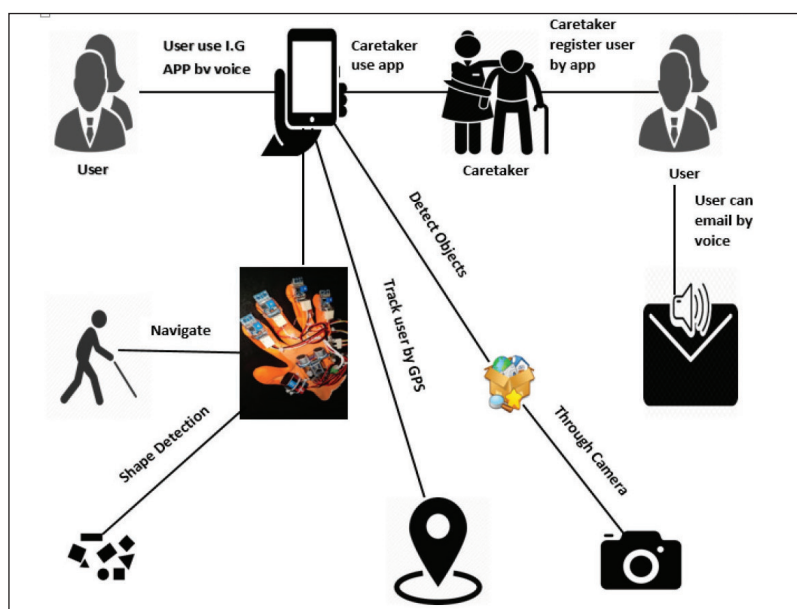 User use I.G
APP by voice
Caretaker
use app
Caretaker
register user
by app
User
Caretaker
User
User can
email by
voice
Detect Objects
Track user by GPS
Navigate
Shape Detection
Through Camera